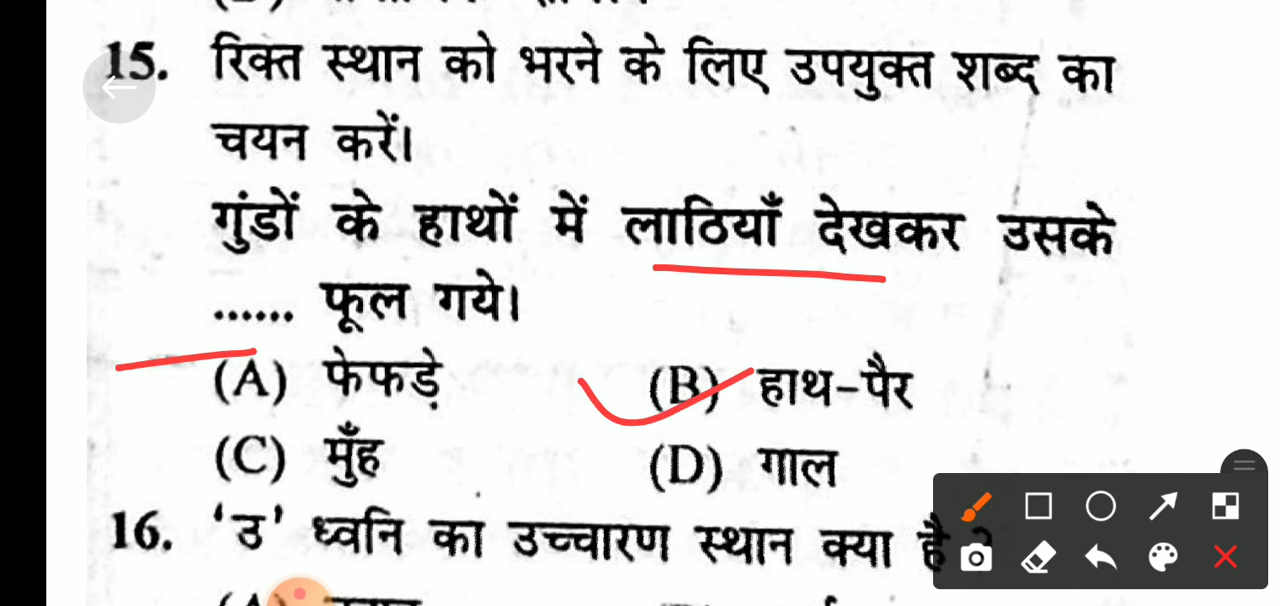 15. रिक्त स्थान को भरने के लिए उपयुक्त शब्द का
चयन करें।
गुंडों के हाथों में लाठियाँ देखकर उसके
...... फूल गये।
(A) फेफड़े (B) हाथ-पैर
(C) मुँह (D) गाल
16. 'उ' ध्वनि का उच्चारण स्थान क्या है ?
(A)